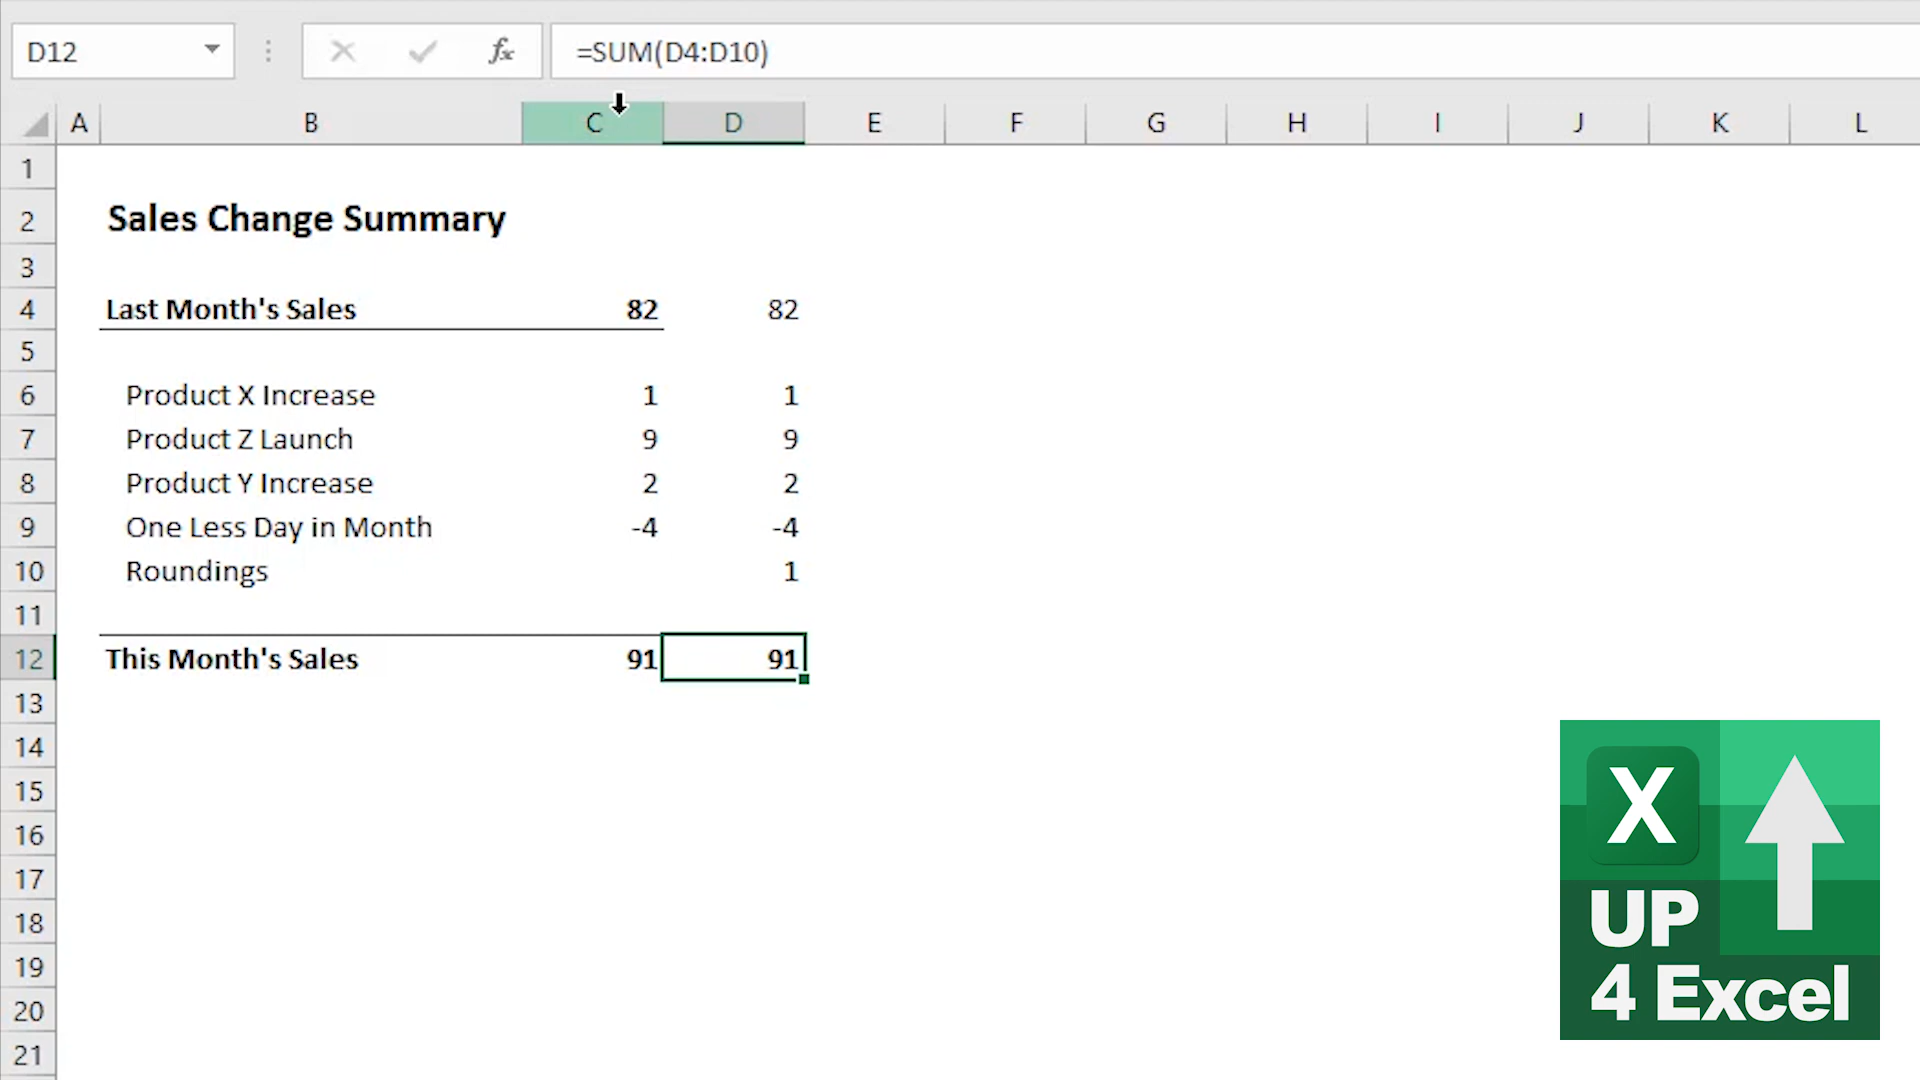 D12 fx =SUM(D4:D10)
A B C D E F G H I J K L
1
2 Sales Change Summary
3
4 Last Month's Sales 82 82
5
6 Product X Increase 1 1
7 Product Z Launch 9 9
8 Product Y Increase 2 2
9 One Less Day in Month -4 -4
10 Roundings 1
11
12 This Month's Sales 91 91
13
14
15
16
17
18
19
20
21
X
UP
4 Excel